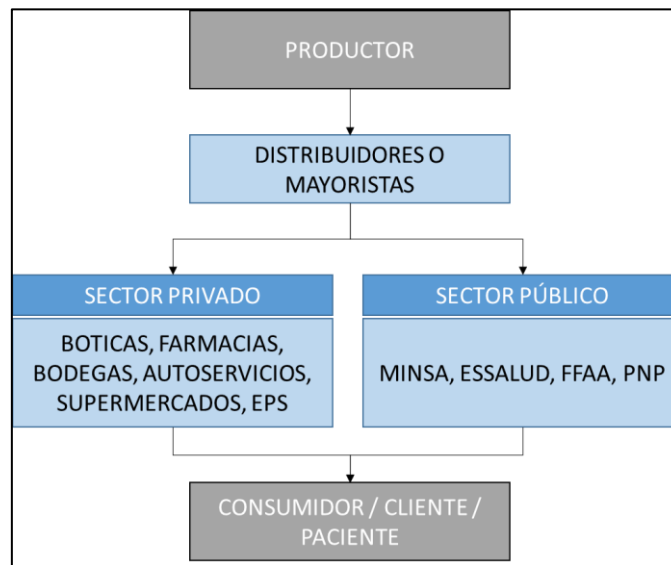 PRODUCTOR
DISTRIBUIDORES O
MAYORISTAS
SECTOR PRIVADO
BOTICAS, FARMACIAS,
BODEGAS, AUTOSERVICIOS,
SUPERMERCADOS, EPS
SECTOR PÚBLICO
MINSA, ESSALUD, FFAA, PNP
CONSUMIDOR / CLIENTE /
PACIENTE